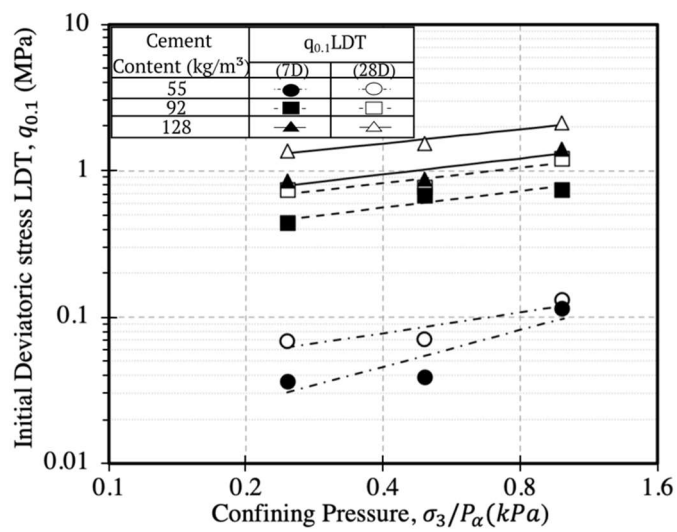 10
1
0.1
0.01
Initial Deviatoric stress LDT, q0.1 (MPa)
Cement Content (kg/m³)
q0.1LDT
(7D) (28D)
55
92
128
0.1 0.2 0.4 0.8 1.6
Confining Pressure, σ3/Pα(kPa)